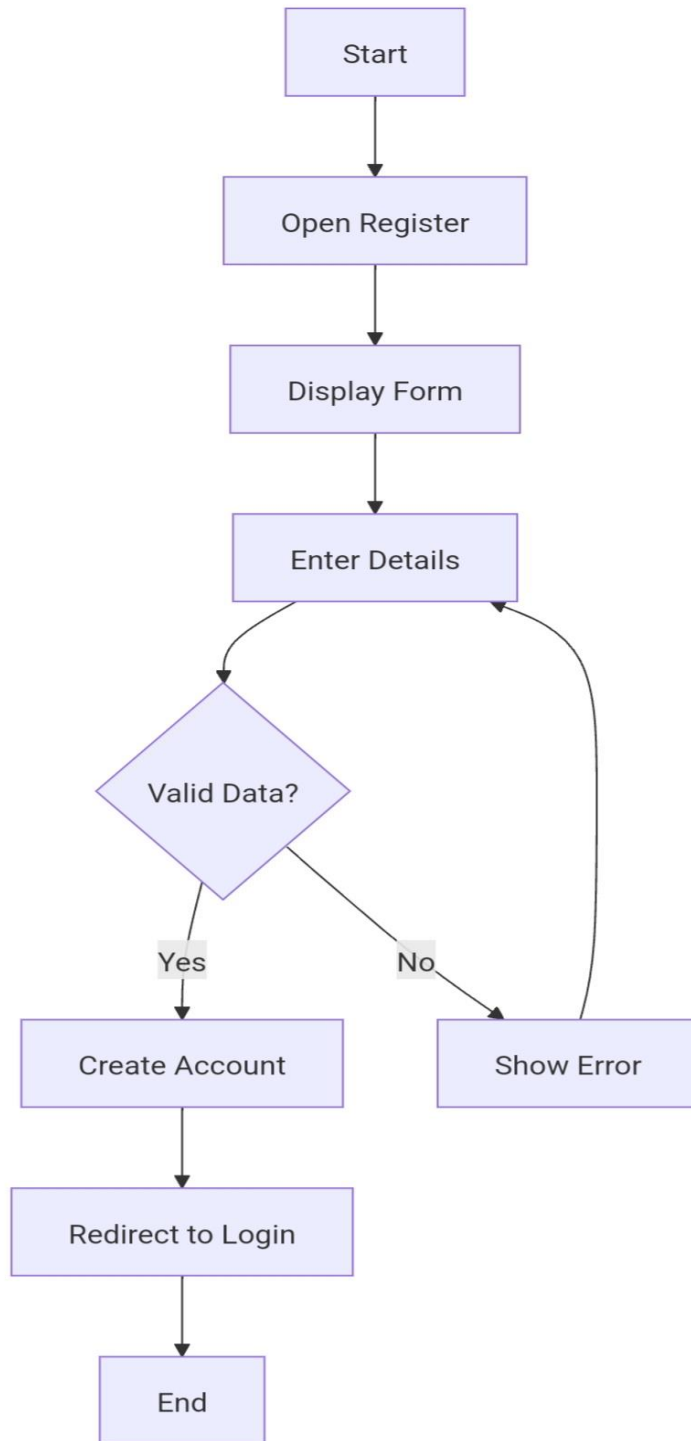 Start
Open Register
Display Form
Enter Details
Valid Data?
Yes
No
Create Account
Show Error
Redirect to Login
End